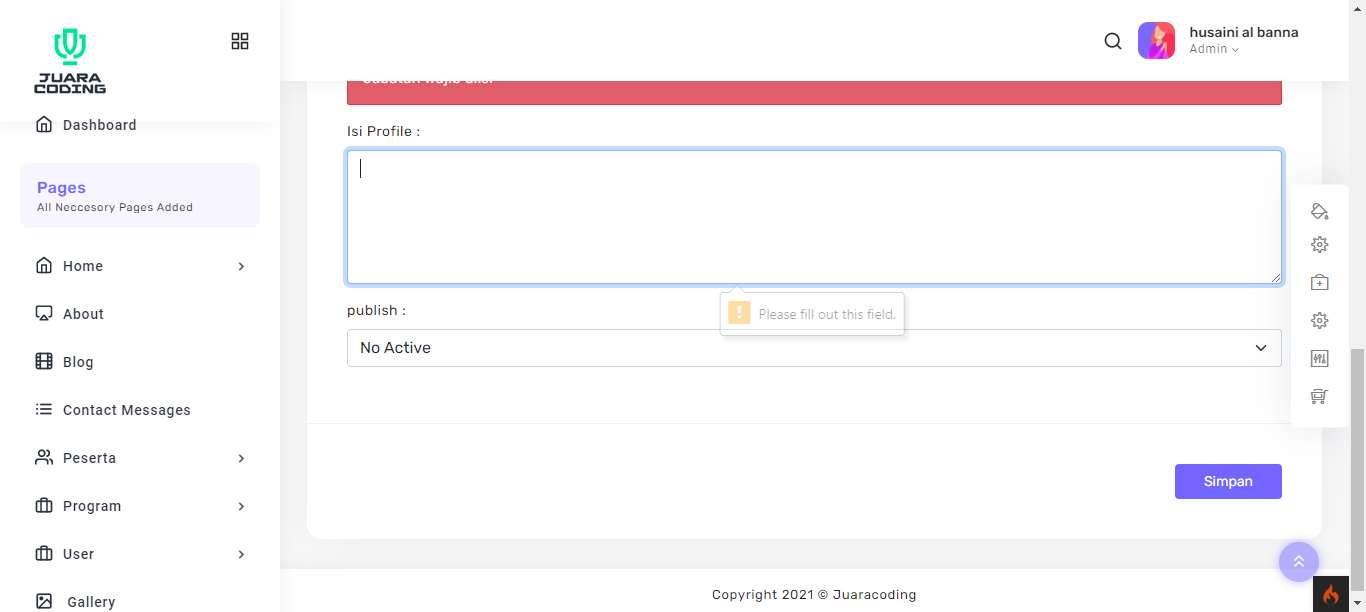 JUARA
CODING
husaini al banna
Admin
Dashboard
Pages
All Neccesory Pages Added
Home
About
Blog
Contact Messages
Peserta
Program
User
Gallery
Isi Profile :
Please fill out this field.
publish :
No Active
Simpan
Copyright 2021 © Juaracoding